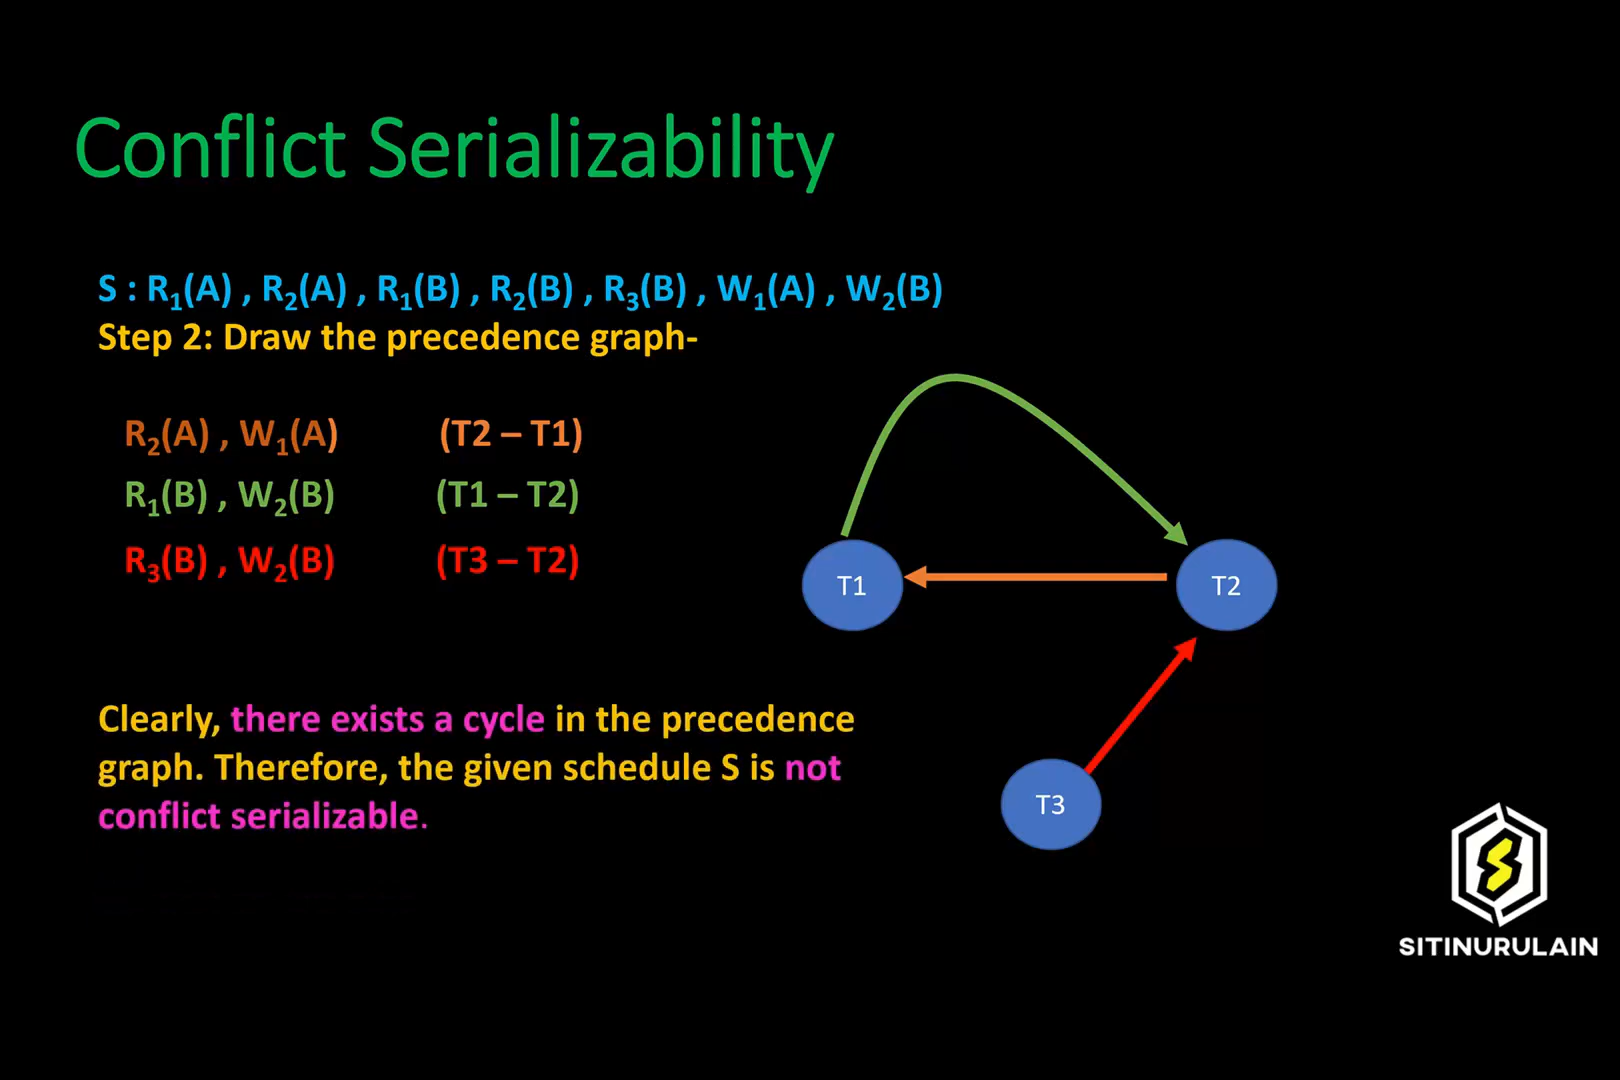 Conflict Serializability
S : R₁(A) , R₂(A) , R₁(B) , R₂(B) , R₃(B) , W₁(A) , W₂(B)
Step 2: Draw the precedence graph-
R₂(A) , W₁(A) (T2 – T1)
R₁(B) , W₂(B) (T1 – T2)
R₃(B) , W₂(B) (T3 – T2)
T1
T2
T3
Clearly, there exists a cycle in the precedence
graph. Therefore, the given schedule S is not
conflict serializable.
SITINURULAIN